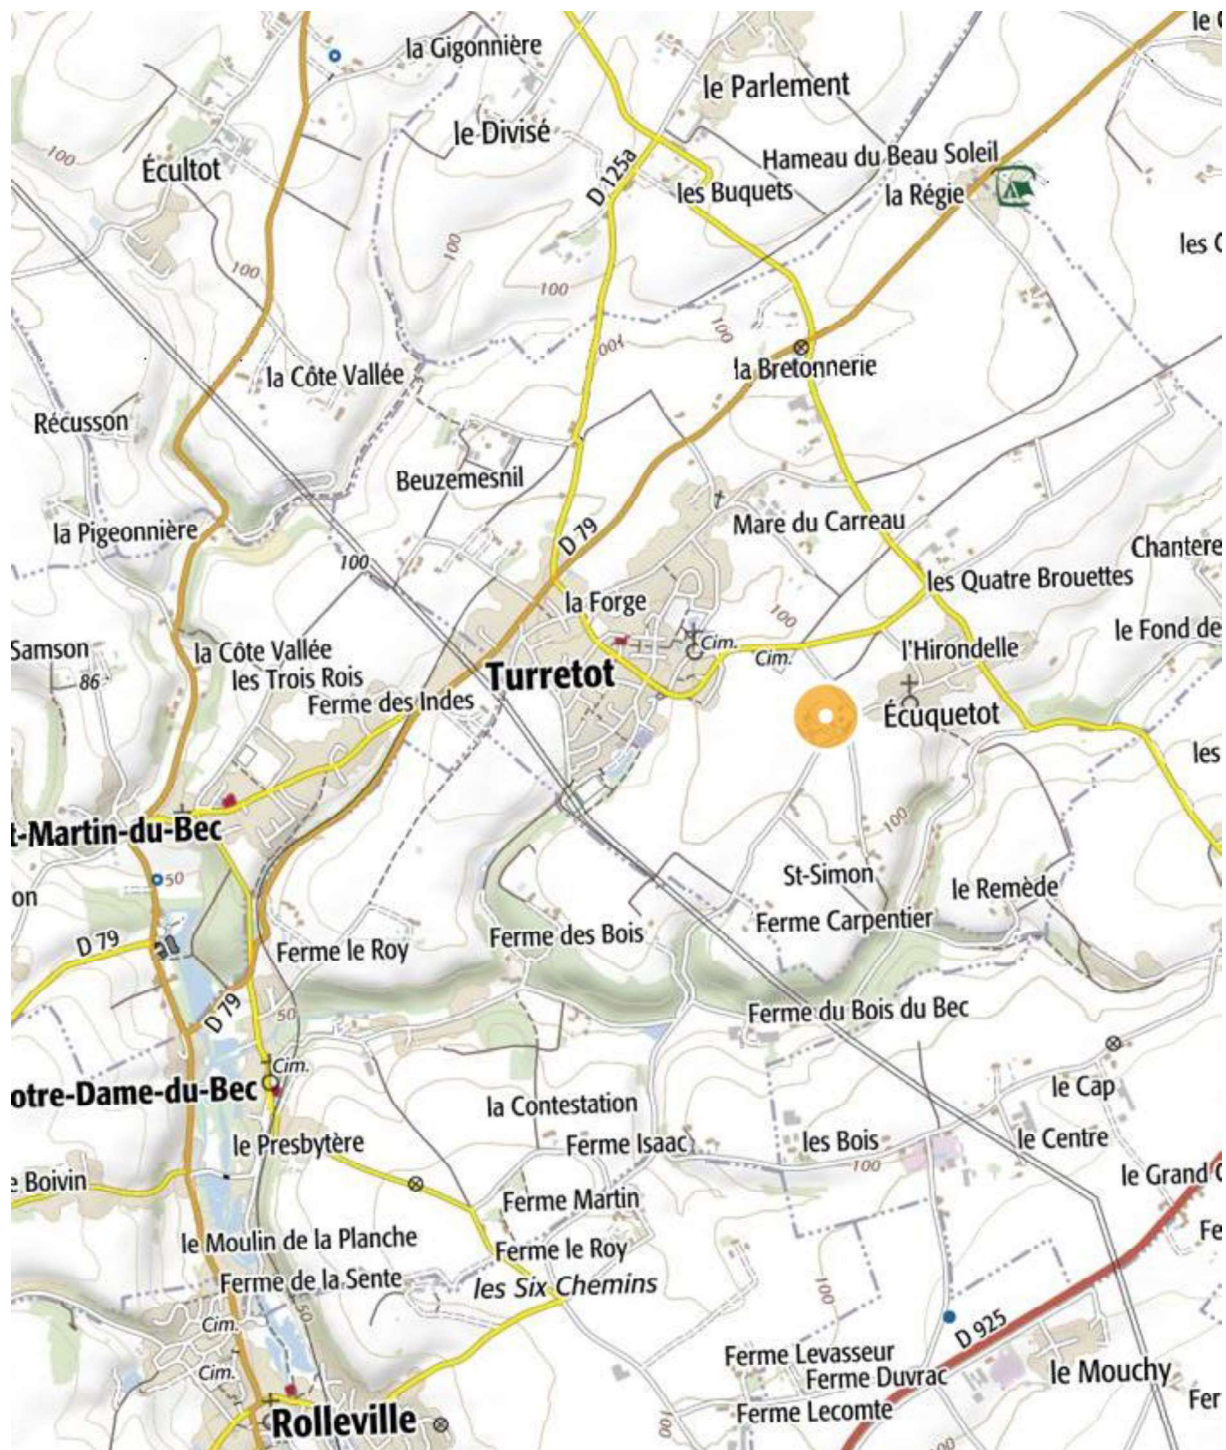 la Gigonnière
le Parlement
le Divisé
100
Écultot
D 125a
Hameau du Beau Soleil
les Buquets
la Régie
100
100
100
100
100
la Côte Vallée
la Bretonnerie
Récusson
Beuzemesnil
la Pigeonnière
D 79
Mare du Carreau
100
les Quatre Brouettes
la Forge
100
Samson
86
la Côte Vallée
les Trois Rois
Cim.
Cim.
l'Hirondelle
Turretot
Ferme des Indes
Écuquetot
les
t-Martin-du-Bec
100
50
St-Simon
le Remède
on
Ferme Carpentier
D 79
Ferme le Roy
Ferme des Bois
D 79
50
Ferme du Bois du Bec
Cim.
otre-Dame-du-Bec
la Contestation
le Cap
le Presbytère
Ferme Isaac
les Bois
le Centre
100
e Boivin
Ferme Martin
le Moulin de la Planche
Ferme le Roy
Ferme de la Sente
les Six Chemins
50
100
Cim.
D 925
Cim.
Ferme Levasseur
Ferme Duvrac
le Mouchy
Ferme Lecomte
Rolleville
100
100